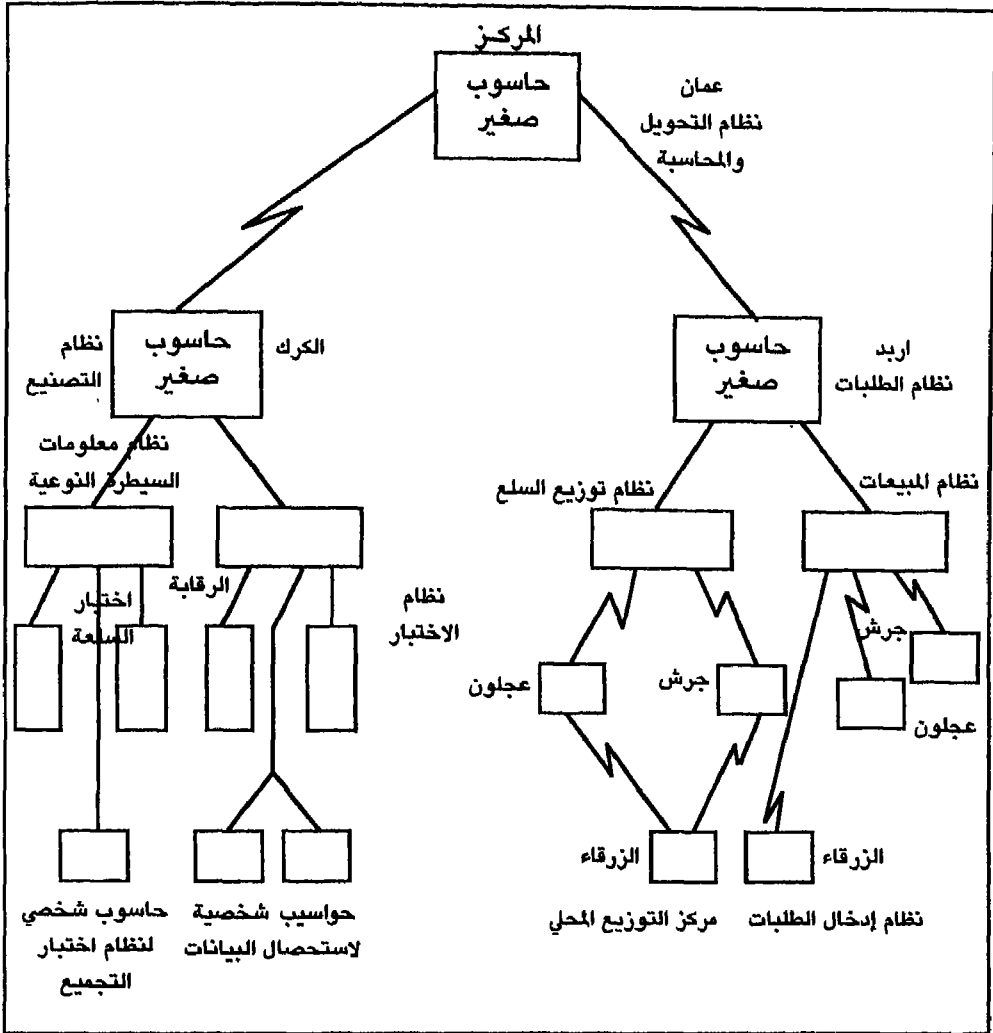 المركز
حاسوب
صغير
عمان
نظام التحويل
والمحاسبة
اربد
نظام الطلبات
حاسوب
صغير
الكرك
حاسوب
صغير
نظام
التصنيع
نظام المبيعات
نظام توزيع السلع
نظام معلومات
السيطرة النوعية
نظام
الاختبار
الرقابة
اختبار
السلعة
جرش
عجلون
جرش
عجلون
الزرقاء
الزرقاء
نظام إدخال الطلبات
مركز التوزيع المحلي
حواسيب شخصية
لاستحصال البيانات
حاسوب شخصي
لنظام اختبار
التجميع